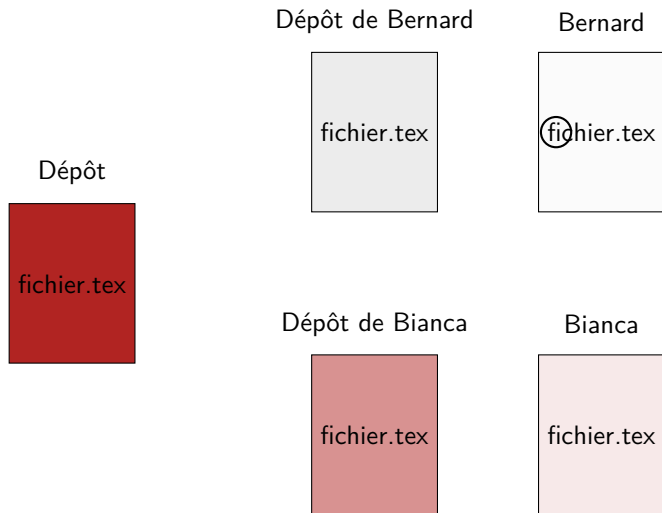 Dépôt de Bernard
Bernard
fichier.tex
fichier.tex
Dépôt
fichier.tex
Dépôt de Bianca
Bianca
fichier.tex
fichier.tex